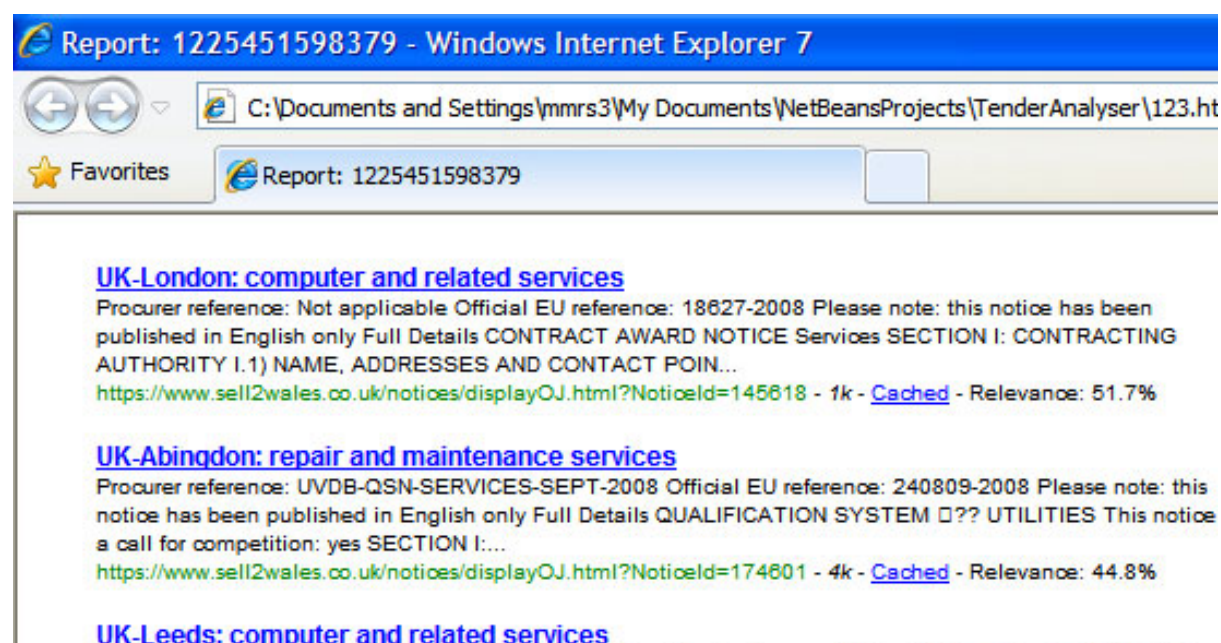 Report: 1225451598379 - Windows Internet Explorer 7
C:\Documents and Settings\mmrs3\My Documents\NetBeansProjects\TenderAnalyser\123.ht
Favorites
Report: 1225451598379
UK-London: computer and related services
Procurer reference: Not applicable Official EU reference: 18627-2008 Please note: this notice has been
published in English only Full Details CONTRACT AWARD NOTICE Services SECTION I: CONTRACTING
AUTHORITY I.1) NAME, ADDRESSES AND CONTACT POIN...
https://www.sell2wales.co.uk/notices/displayOJ.html?NoticeId=145618 - 1k - Cached - Relevance: 51.7%
UK-Abingdon: repair and maintenance services
Procurer reference: UVDB-QSN-SERVICES-SEPT-2008 Official EU reference: 240809-2008 Please note: this
notice has been published in English only Full Details QUALIFICATION SYSTEM □?? UTILITIES This notice
a call for competition: yes SECTION I:...
https://www.sell2wales.co.uk/notices/displayOJ.html?NoticeId=174601 - 4k - Cached - Relevance: 44.8%
UK-Leeds: computer and related services